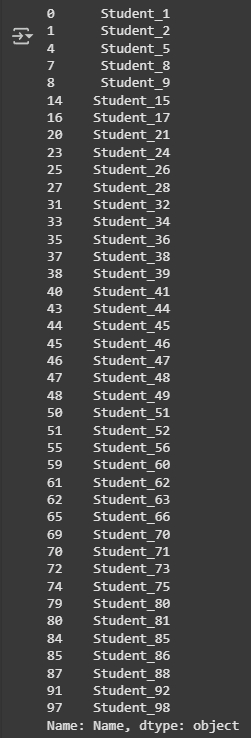 0 Student_1
1 Student_2
4 Student_5
7 Student_8
8 Student_9
14 Student_15
16 Student_17
20 Student_21
23 Student_24
25 Student_26
27 Student_28
31 Student_32
33 Student_34
35 Student_36
37 Student_38
38 Student_39
40 Student_41
43 Student_44
44 Student_45
45 Student_46
46 Student_47
47 Student_48
48 Student_49
50 Student_51
51 Student_52
55 Student_56
59 Student_60
61 Student_62
62 Student_63
65 Student_66
69 Student_70
70 Student_71
72 Student_73
74 Student_75
79 Student_80
80 Student_81
84 Student_85
85 Student_86
87 Student_88
91 Student_92
97 Student_98
Name: Name, dtype: object